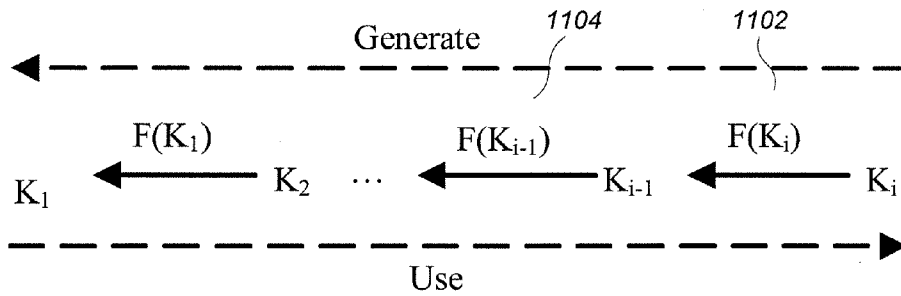 1104
1102
Generate
F(K₁) F(Kᵢ₋₁) F(Kᵢ)
K₁ K₂ ... Kᵢ₋₁ Kᵢ
Use